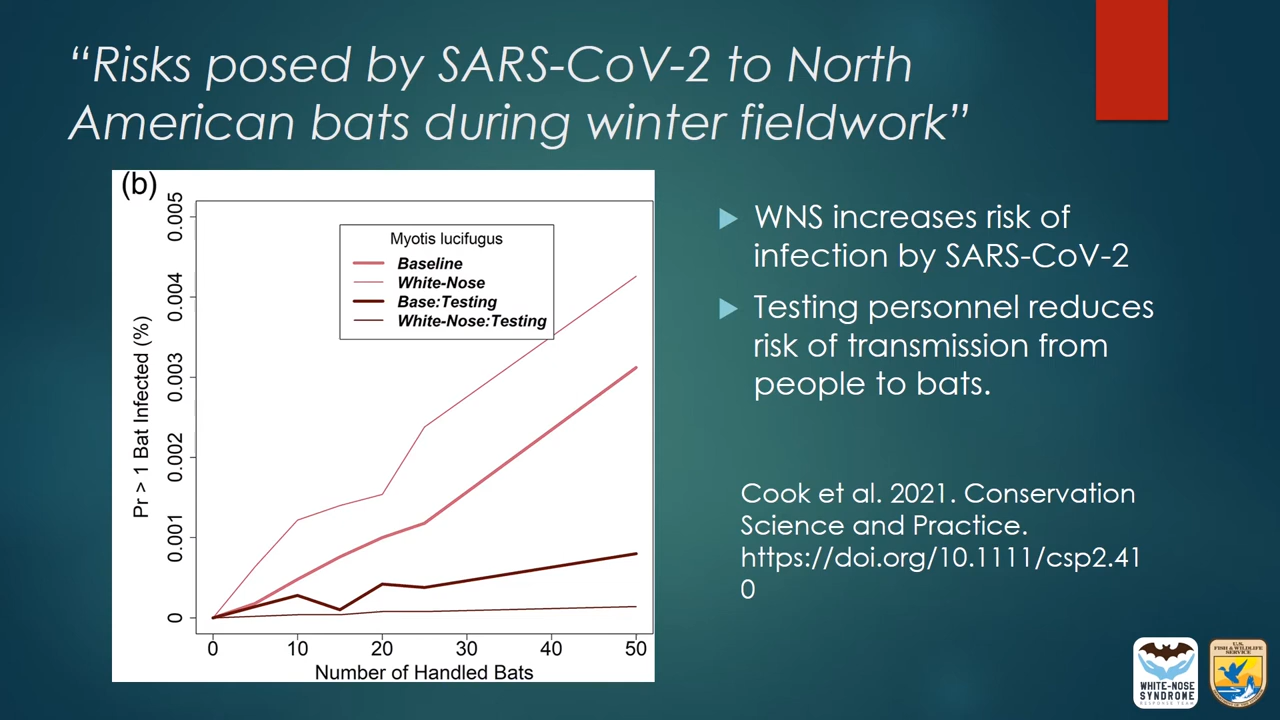 “Risks posed by SARS-CoV-2 to North
American bats during winter fieldwork”
(b)
Myotis lucifugus
Baseline
White-Nose
Base:Testing
White-Nose:Testing
Pr > 1 Bat Infected (%)
0.005
0.004
0.003
0.002
0.001
0
0 10 20 30 40 50
Number of Handled Bats
WNS increases risk of
infection by SARS-CoV-2
Testing personnel reduces
risk of transmission from
people to bats.
Cook et al. 2021. Conservation
Science and Practice.
https://doi.org/10.1111/csp2.41
0
WHITE-NOSE
SYNDROME
RESPONSE TEAM
U.S.
FISH & WILDLIFE
SERVICE